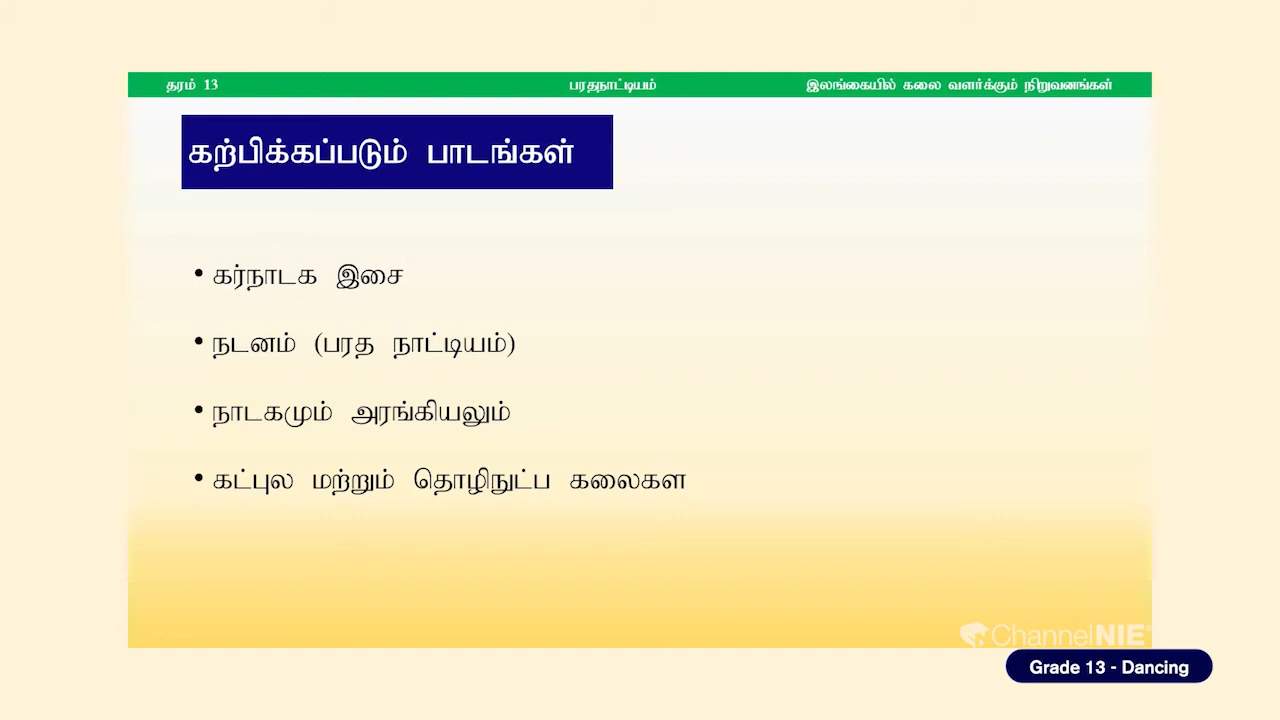 தரம் 13 பரதநாட்டியம் இலங்கையில் கலை வளர்க்கும் நிறுவனங்கள்
கற்பிக்கப்படும் பாடங்கள்
• கர்நாடக இசை
• நடனம் (பரத நாட்டியம்)
• நாடகமும் அரங்கியலும்
• கட்புல மற்றும் தொழிநுட்ப கலைகள
ChannelNIE
Grade 13 - Dancing